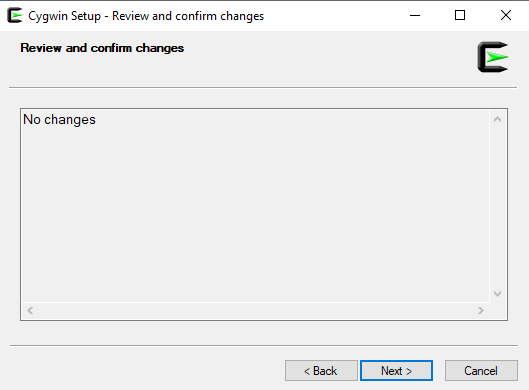 Cygwin Setup - Review and confirm changes
Review and confirm changes
No changes
< Back
Next >
Cancel